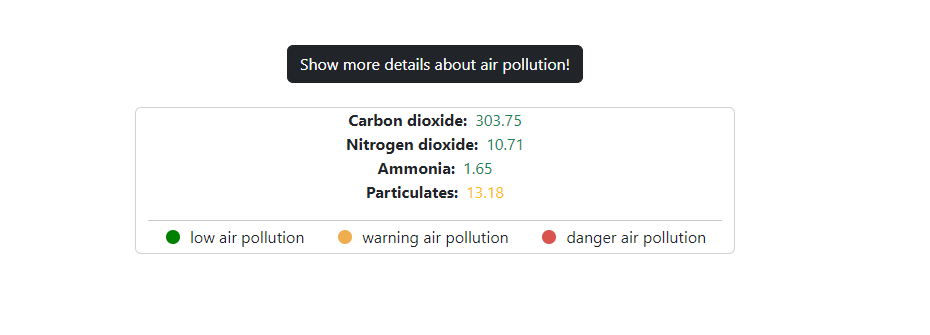 Show more details about air pollution!
Carbon dioxide: 303.75
Nitrogen dioxide: 10.71
Ammonia: 1.65
Particulates: 13.18
low air pollution warning air pollution danger air pollution